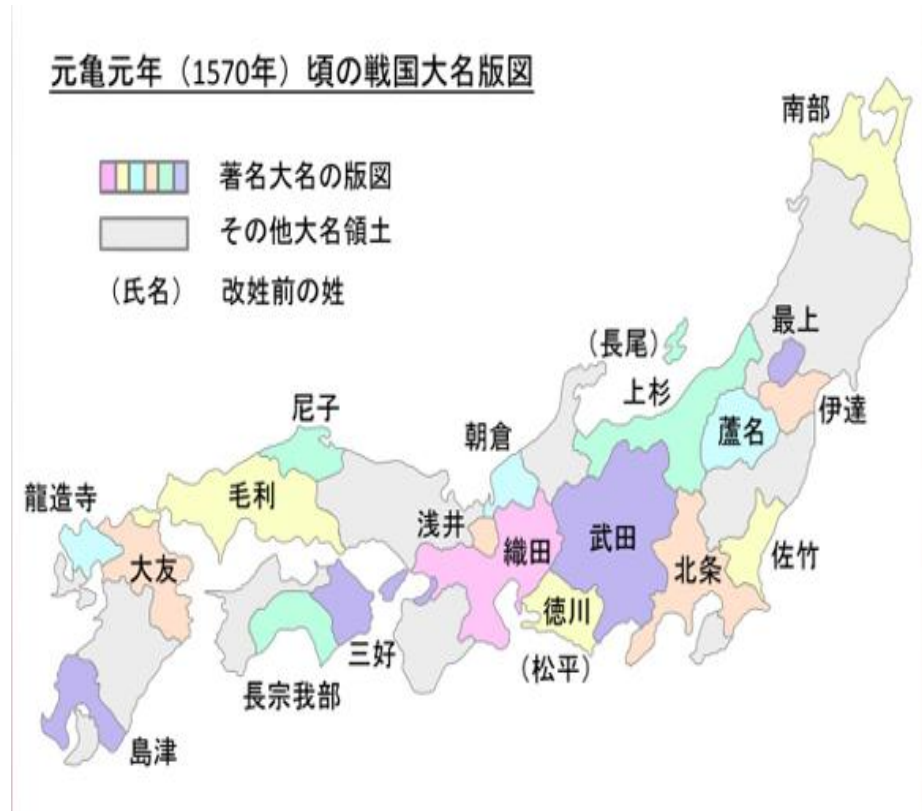 元亀元年（1570年）頃の戦国大名版図
著名大名の版図
その他大名領土
（氏名）　改姓前の姓
南部
最上
（長尾）
上杉
伊達
蘆名
尼子
朝倉
龍造寺
毛利
浅井
織田
武田
北条
佐竹
大友
徳川
（松平）
三好
長宗我部
島津